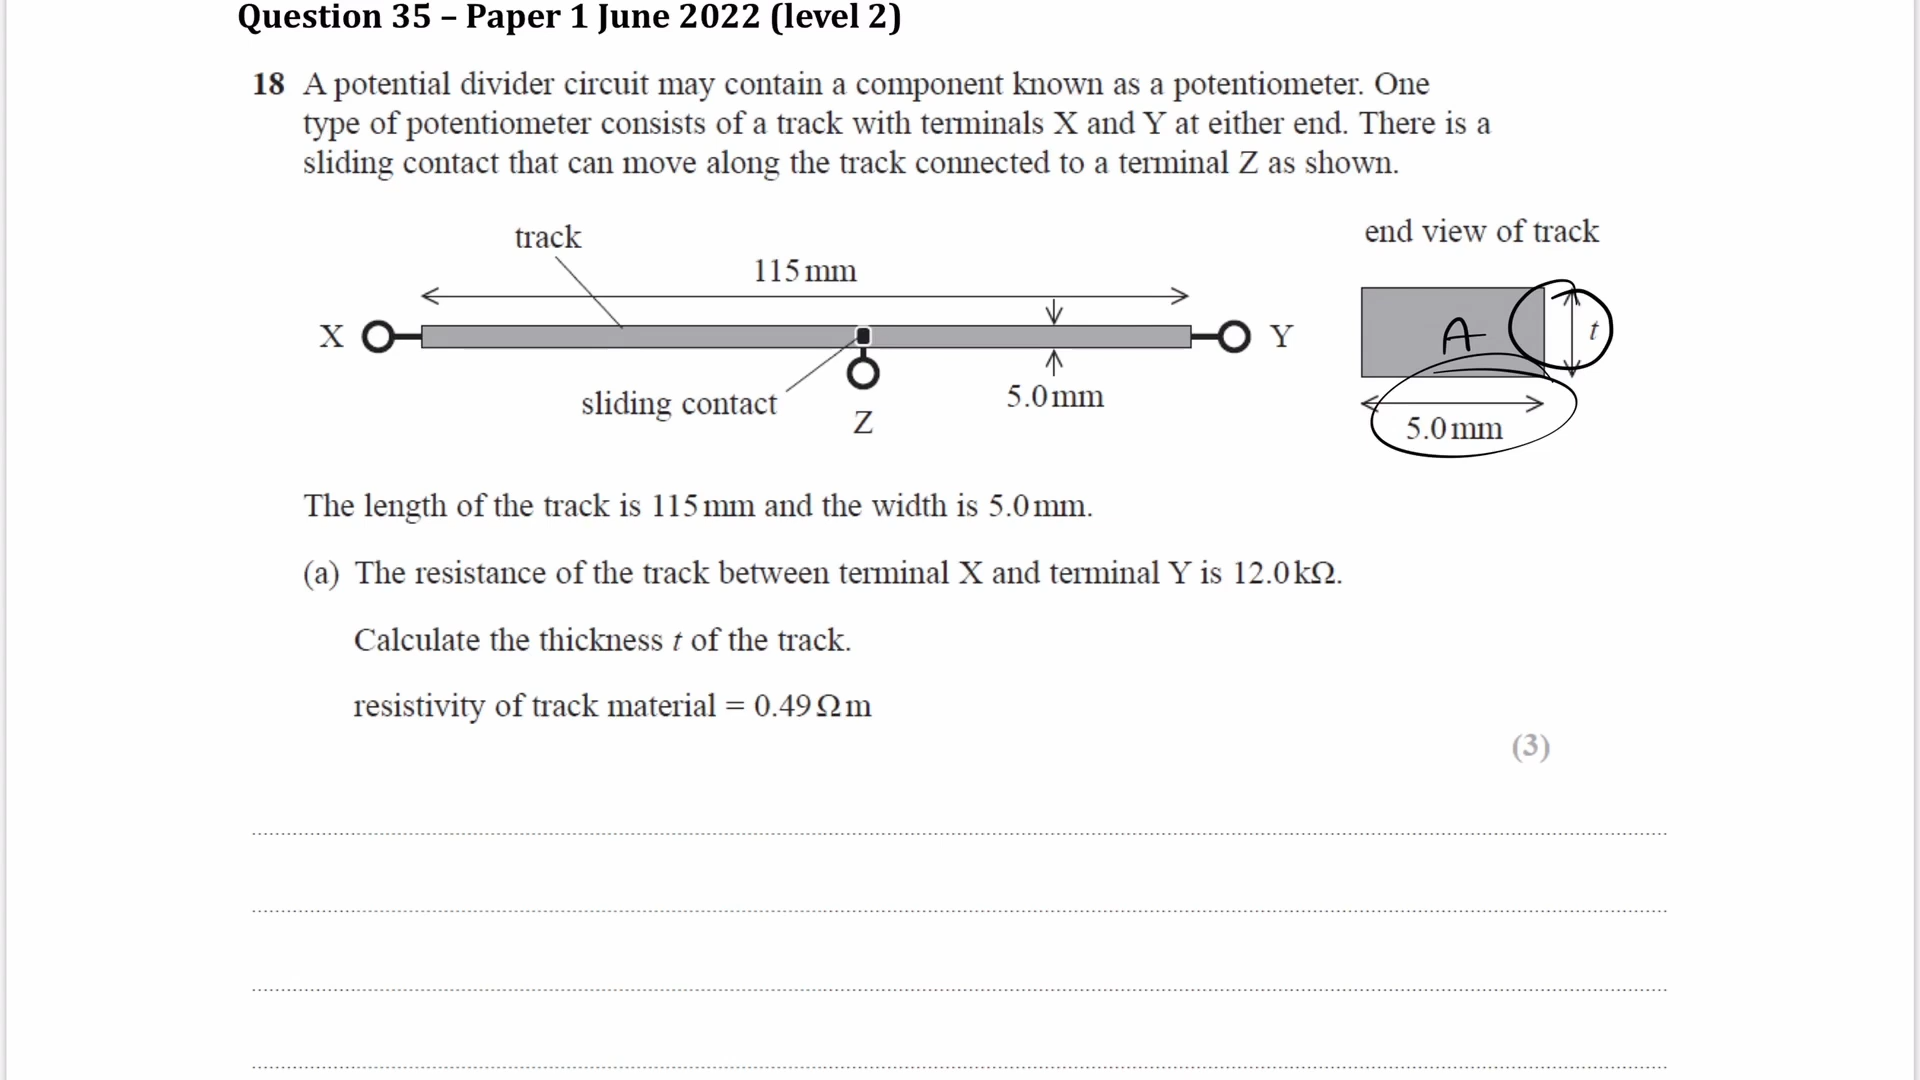 Question 35 – Paper 1 June 2022 (level 2)
18 A potential divider circuit may contain a component known as a potentiometer. One
type of potentiometer consists of a track with terminals X and Y at either end. There is a
sliding contact that can move along the track connected to a terminal Z as shown.
end view of track
track
115 mm
X
Y
A
t
sliding contact
Z
5.0 mm
5.0 mm
The length of the track is 115 mm and the width is 5.0 mm.
(a) The resistance of the track between terminal X and terminal Y is 12.0 kΩ.
Calculate the thickness t of the track.
resistivity of track material = 0.49 Ω m
(3)